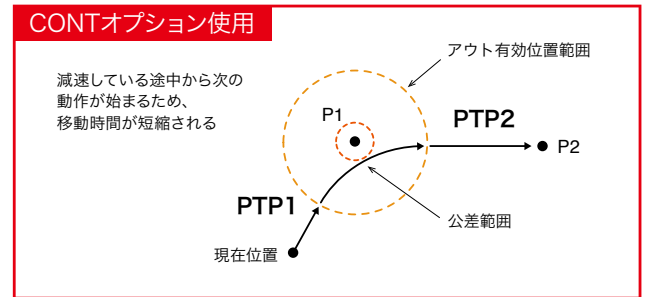 CONTオプション使用
減速している途中から次の
動作が始まるため、
移動時間が短縮される
アウト有効位置範囲
P1
PTP2
P2
PTP1
公差範囲
現在位置